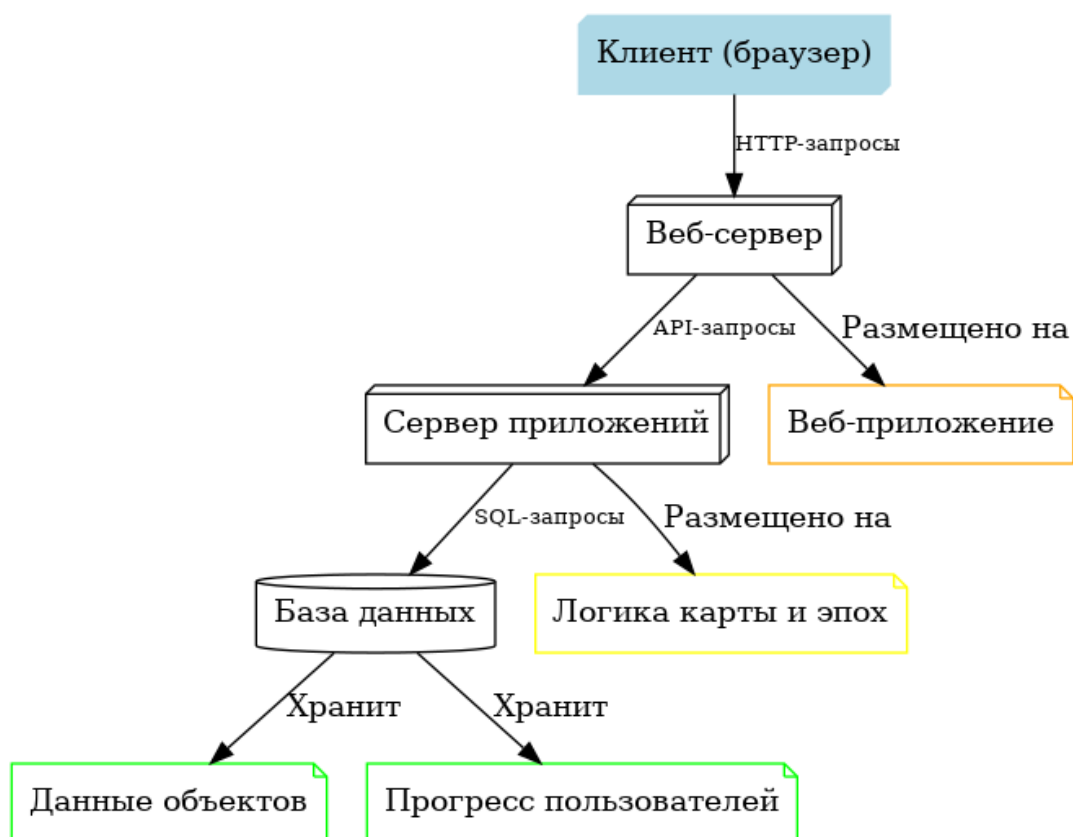 Клиент (браузер)
HTTP-запросы
Веб-сервер
API-запросы
Размещено на
Сервер приложений
Веб-приложение
SQL-запросы
Размещено на
База данных
Логика карты и эпох
Хранит
Хранит
Данные объектов
Прогресс пользователей